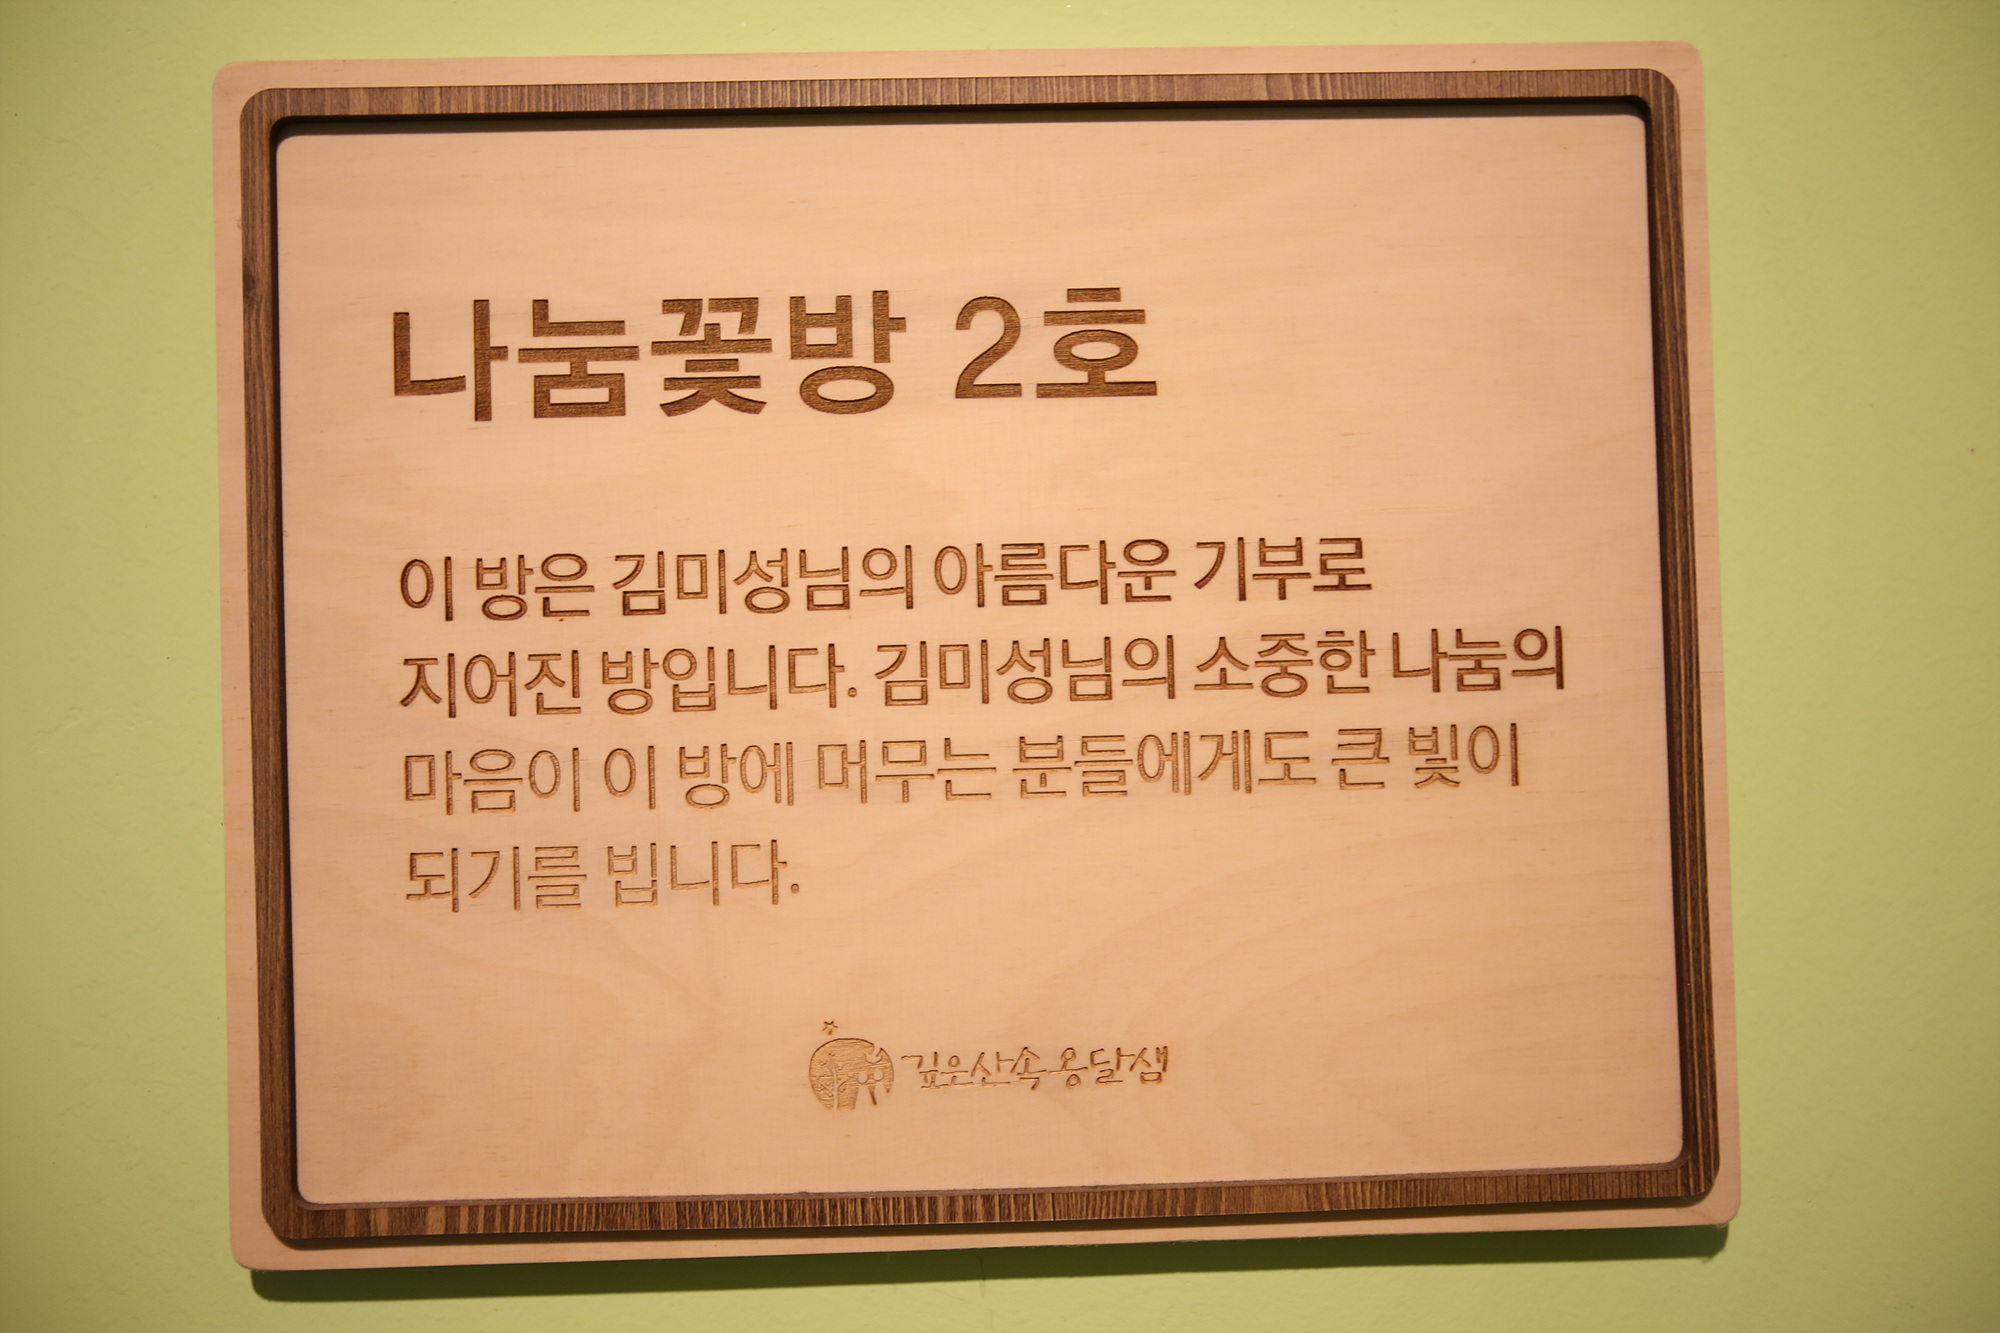 나눔꽃방 2호
이 방은 김미성님의 아름다운 기부로
지어진 방입니다. 김미성님의 소중한 나눔의
마음이 이 방에 머무는 분들에게도 큰 빛이
되기를 빕니다.
깊은산속 옹달샘